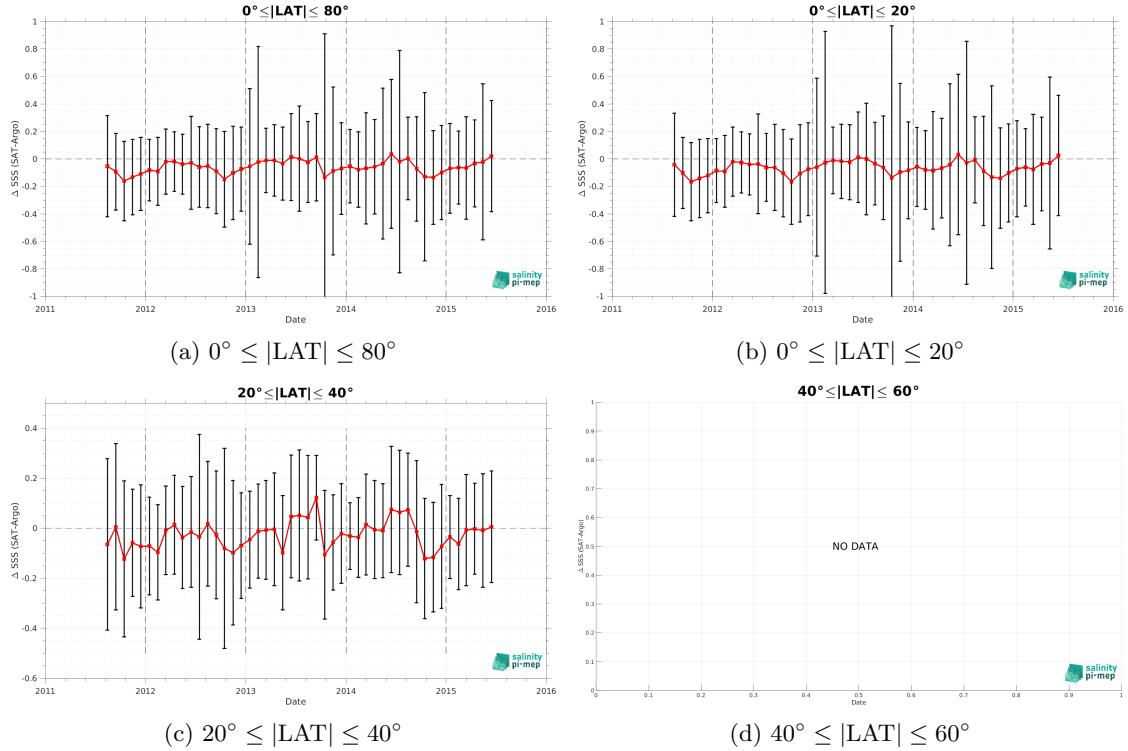 0°≤|LAT|≤ 80°
Δ SSS (SAT-Argo)
1
0.8
0.6
0.4
0.2
0
-0.2
-0.4
-0.6
-0.8
-1
2011 2012 2013 2014 2015 2016
Date
salinity
pi-mep
(a) 0° ≤ |LAT| ≤ 80°
0°≤|LAT|≤ 20°
Δ SSS (SAT-Argo)
1
0.8
0.6
0.4
0.2
0
-0.2
-0.4
-0.6
-0.8
-1
2011 2012 2013 2014 2015 2016
Date
salinity
pi-mep
(b) 0° ≤ |LAT| ≤ 20°
20°≤|LAT|≤ 40°
Δ SSS (SAT-Argo)
0.4
0.2
0
-0.2
-0.4
-0.6
2011 2012 2013 2014 2015 2016
Date
salinity
pi-mep
(c) 20° ≤ |LAT| ≤ 40°
40°≤|LAT|≤ 60°
Δ SSS (SAT-Argo)
1
0.9
0.8
0.7
0.6
0.5
0.4
0.3
0.2
0.1
0
NO DATA
0 0.1 0.2 0.3 0.4 0.5 0.6 0.7 0.8 0.9 1
Date
salinity
pi-mep
(d) 40° ≤ |LAT| ≤ 60°